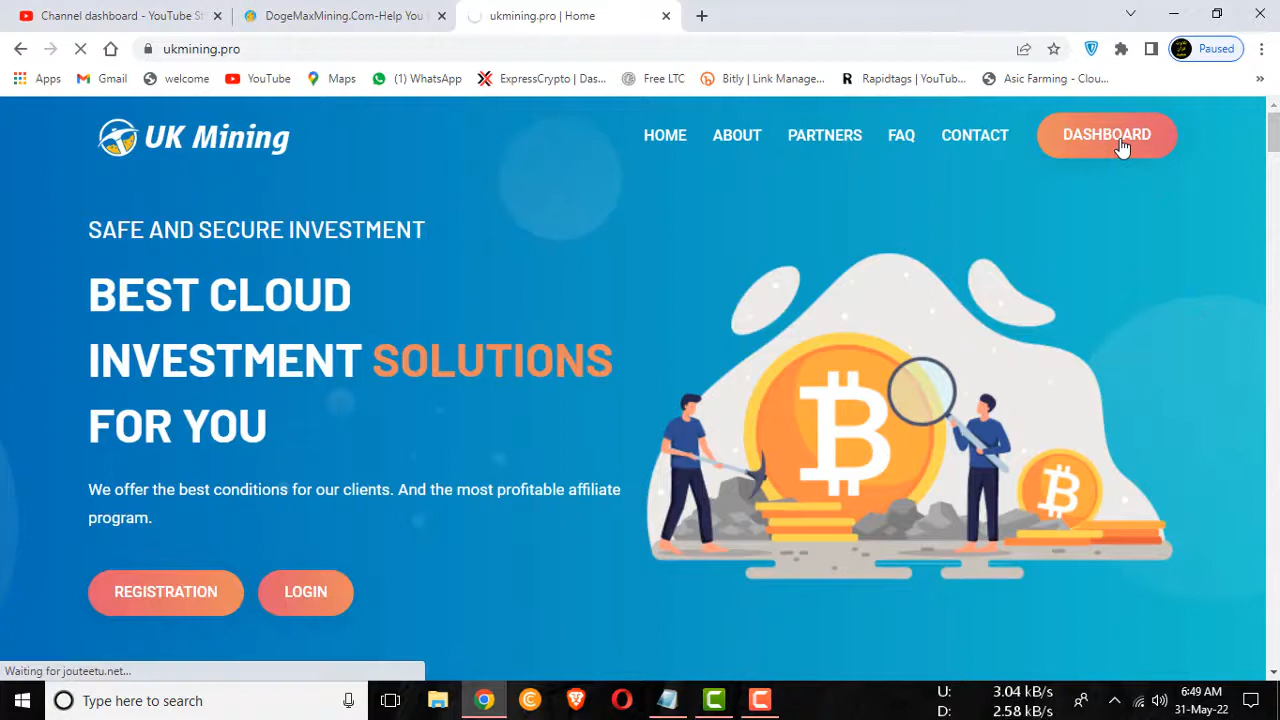 Channel dashboard - YouTube St
DogeMaxMining.Com-Help You
ukmining.pro | Home
ukmining.pro
Paused
Apps
Gmail
welcome
YouTube
Maps
(1) WhatsApp
ExpressCrypto | Das...
Free LTC
Bitly | Link Manage...
Rapidtags | YouTub...
Asic Farming - Clou...
»
UK Mining
HOME
ABOUT
PARTNERS
FAQ
CONTACT
DASHBOARD
SAFE AND SECURE INVESTMENT
BEST CLOUD
INVESTMENT SOLUTIONS
FOR YOU
We offer the best conditions for our clients. And the most profitable affiliate
program.
REGISTRATION
LOGIN
Waiting for jouteetu.net...
Type here to search
U: 3.04 kB/s
D: 2.58 kB/s
6:49 AM
31-May-22